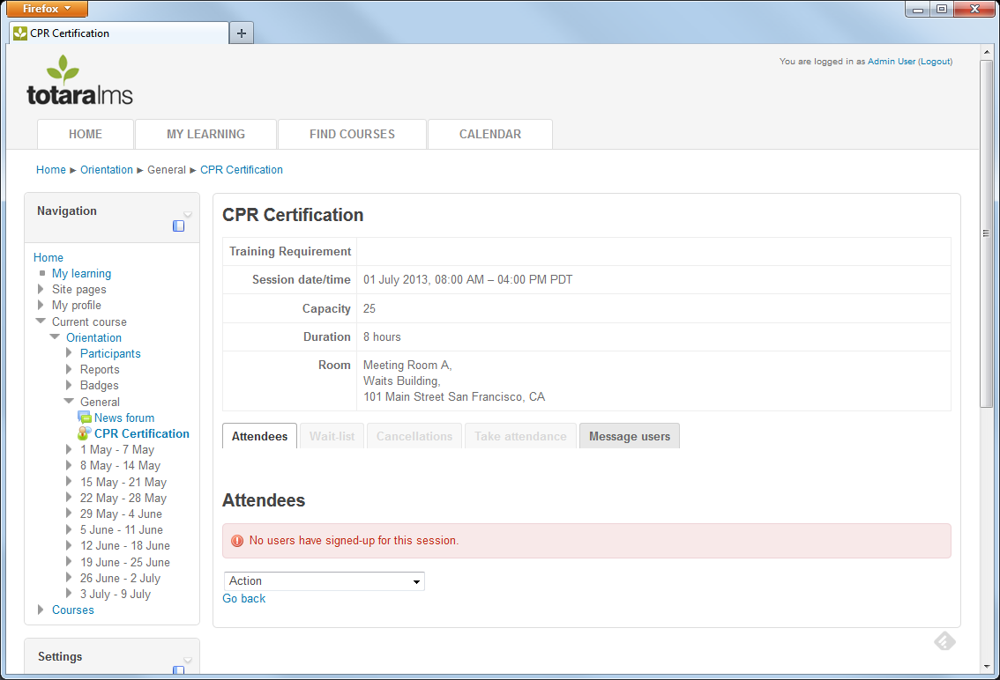 Firefox
CPR Certification
You are logged in as Admin User (Logout)
totaralms
HOME
MY LEARNING
FIND COURSES
CALENDAR
Home ► Orientation ► General ► CPR Certification
Navigation
Home
My learning
Site pages
My profile
Current course
Orientation
Participants
Reports
Badges
General
News forum
CPR Certification
1 May - 7 May
8 May - 14 May
15 May - 21 May
22 May - 28 May
29 May - 4 June
5 June - 11 June
12 June - 18 June
19 June - 25 June
26 June - 2 July
3 July - 9 July
Courses
Settings
CPR Certification
Training Requirement
Session date/time 01 July 2013, 08:00 AM – 04:00 PM PDT
Capacity 25
Duration 8 hours
Room Meeting Room A,
Waits Building,
101 Main Street San Francisco, CA
Attendees
Wait-list
Cancellations
Take attendance
Message users
Attendees
No users have signed-up for this session.
Action
Go back